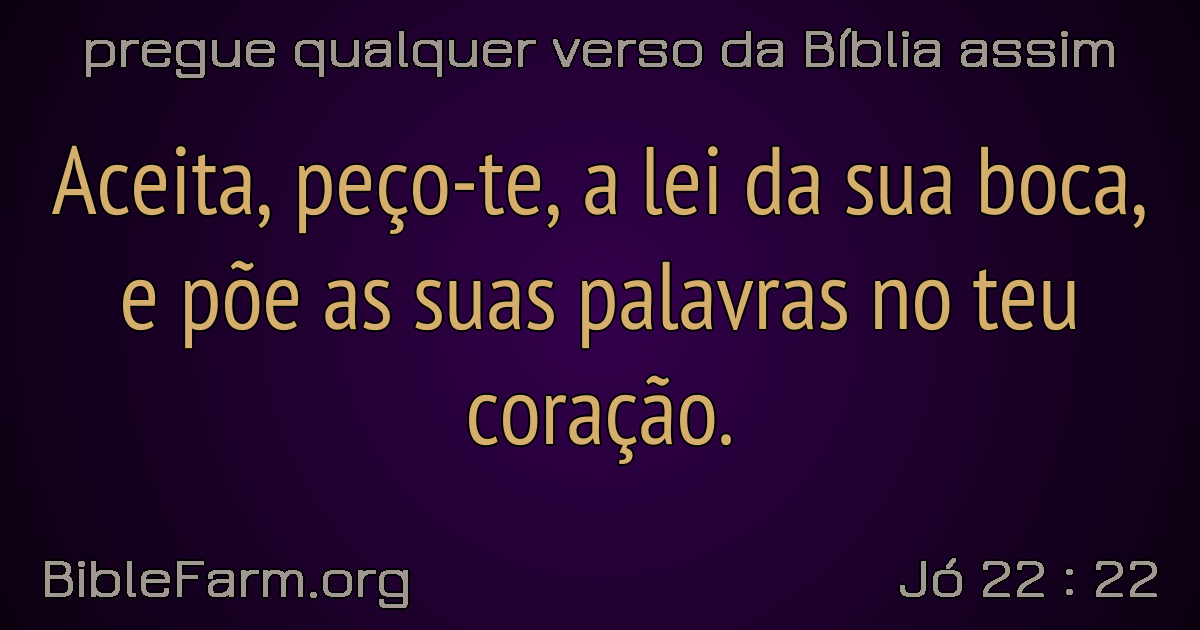 pregue qualquer verso da Bíblia assim
Aceita, peço-te, a lei da sua boca,
e põe as suas palavras no teu
coração.
BibleFarm.org
Jó 22 : 22